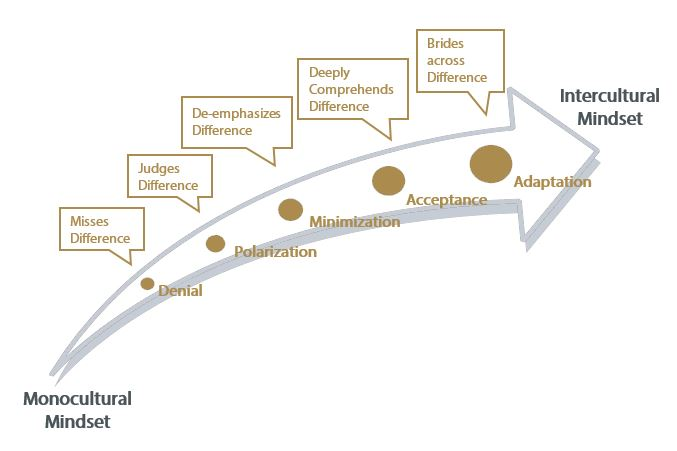 Brides
across
Difference
Deeply
Comprehends
Difference
De-emphasizes
Difference
Judges
Difference
Misses
Difference
Intercultural
Mindset
Adaptation
Acceptance
Minimization
Polarization
Denial
Monocultural
Mindset